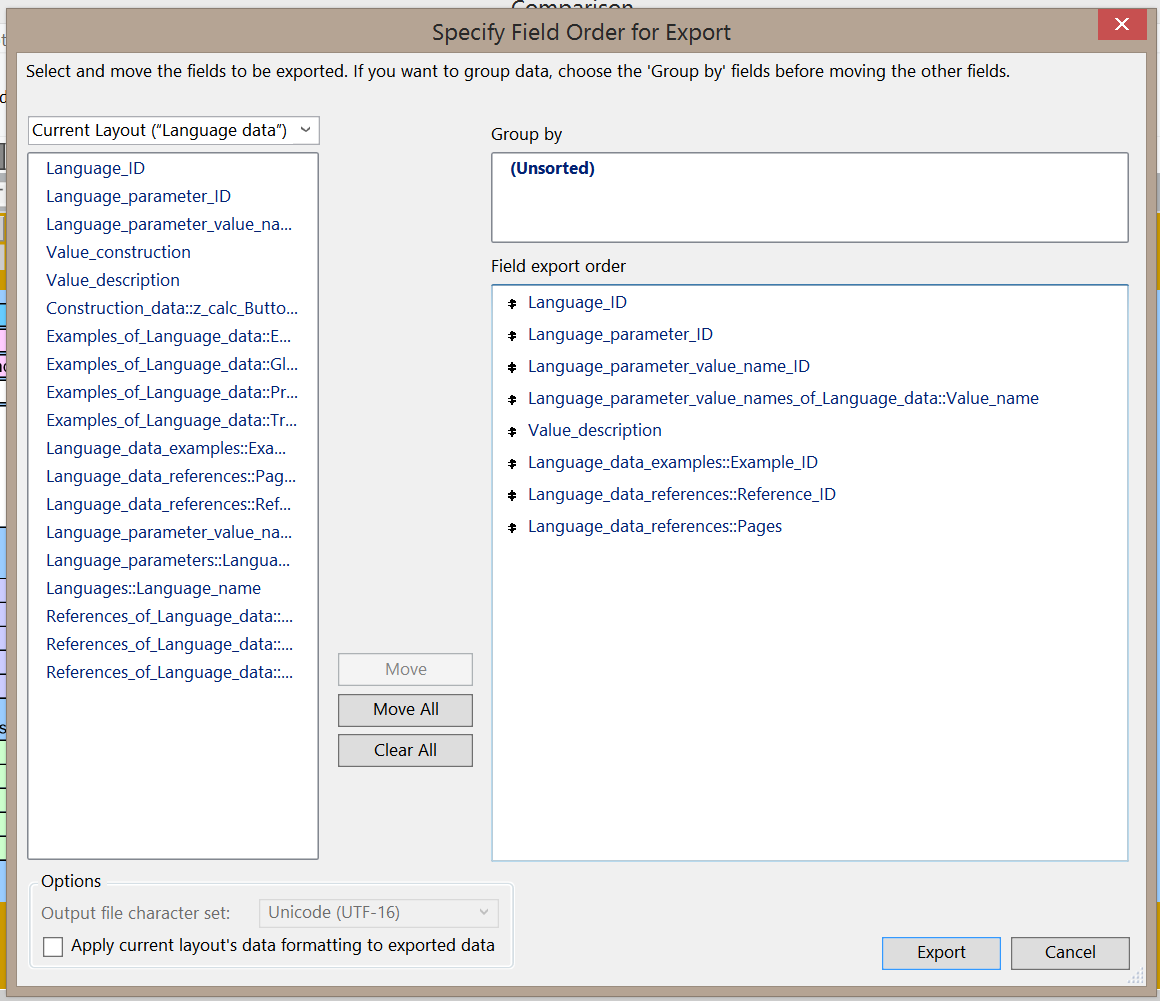 Comparison
Specify Field Order for Export
Select and move the fields to be exported. If you want to group data, choose the 'Group by' fields before moving the other fields.
Current Layout ("Language data")
Language_ID
Language_parameter_ID
Language_parameter_value_na...
Value_construction
Value_description
Construction_data::z_calc_Butto...
Examples_of_Language_data::E...
Examples_of_Language_data::Gl...
Examples_of_Language_data::Pr...
Examples_of_Language_data::Tr...
Language_data_examples::Exa...
Language_data_references::Pag...
Language_data_references::Ref...
Language_parameter_value_na...
Language_parameters::Langua...
Languages::Language_name
References_of_Language_data::...
References_of_Language_data::...
References_of_Language_data::...
Move
Move All
Clear All
Group by
(Unsorted)
Field export order
Language_ID
Language_parameter_ID
Language_parameter_value_name_ID
Language_parameter_value_names_of_Language_data::Value_name
Value_description
Language_data_examples::Example_ID
Language_data_references::Reference_ID
Language_data_references::Pages
Options
Output file character set:
Unicode (UTF-16)
Apply current layout's data formatting to exported data
Export
Cancel